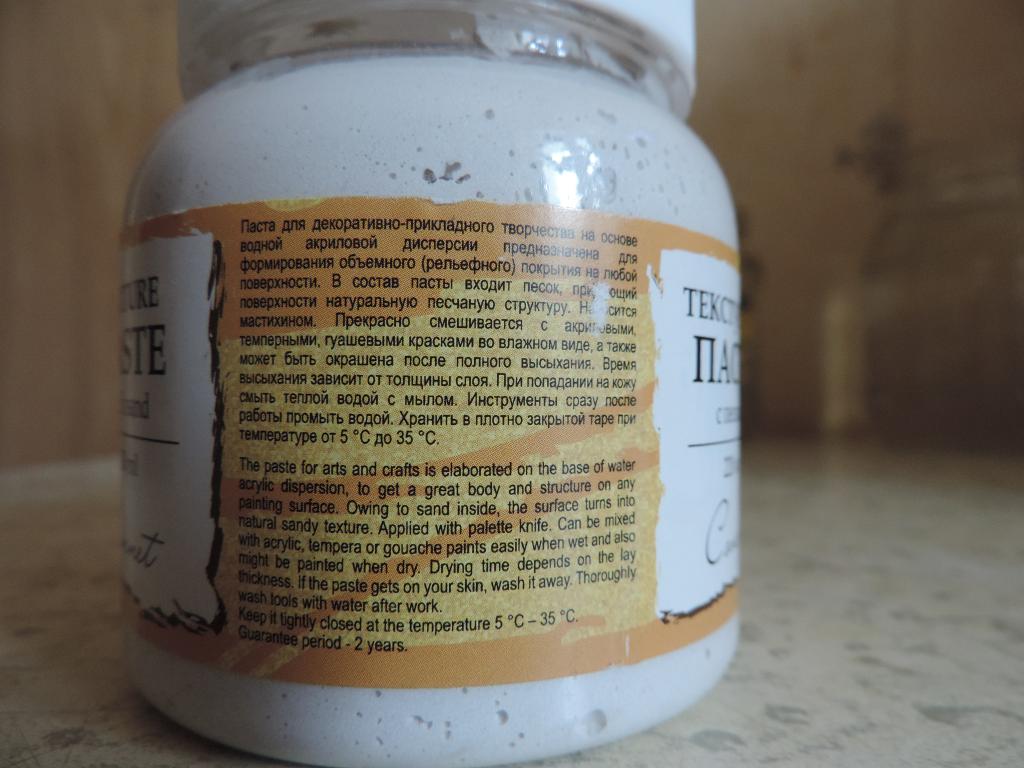 Паста для декоративно-прикладного творчества на основе
водной акриловой дисперсии предназначена для
формирования объемного (рельефного) покрытия на любой
поверхности. В состав пасты входит песок,
поверхности натуральную песчаную структуру.
мастихином. Прекрасно смешивается с акриловыми,
темперными, гуашевыми красками во влажном виде, а также
может быть окрашена после полного высыхания. Время
высыхания зависит от толщины слоя. При попадании на кожу
смыть теплой водой с мылом. Инструменты сразу после
работы промыть водой. Хранить в плотно закрытой таре при
температуре от 5 °C до 35 °C.
The paste for arts and crafts is elaborated on the base of water
acrylic dispersion, to get a great body and structure on any
painting surface. Owing to sand inside, the surface turns into
natural sandy texture. Applied with palette knife. Can be mixed
with acrylic, tempera or gouache paints easily when wet and also
might be painted when dry. Drying time depends on the lay
thickness. If the paste gets on your skin, wash it away. Thoroughly
wash tools with water after work.
Keep it tightly closed at the temperature 5 °C – 35 °C.
Guarantee period - 2 years.